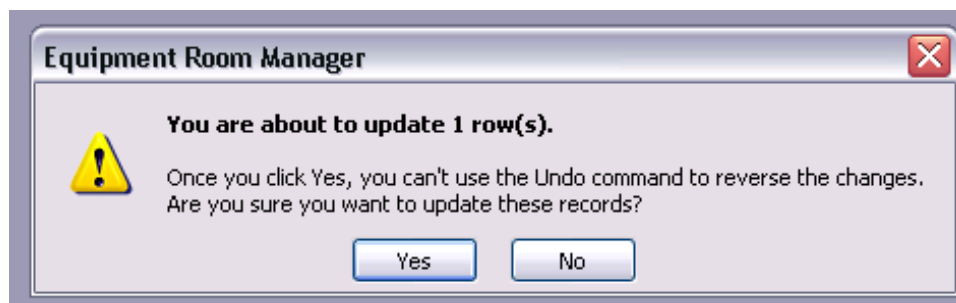 Equipment Room Manager
You are about to update 1 row(s).
Once you click Yes, you can't use the Undo command to reverse the changes.
Are you sure you want to update these records?
Yes No